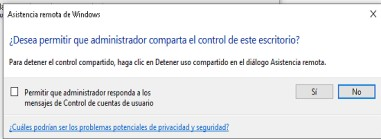 Asistencia remota de Windows
¿Desea permitir que administrador comparta el control de este escritorio?
Para detener el control compartido, haga clic en Detener uso compartido en el diálogo Asistencia remota.
Permitir que administrador responda a los
mensajes de Control de cuentas de usuario
Sí
No
¿Cuáles podrían ser los problemas potenciales de privacidad y seguridad?